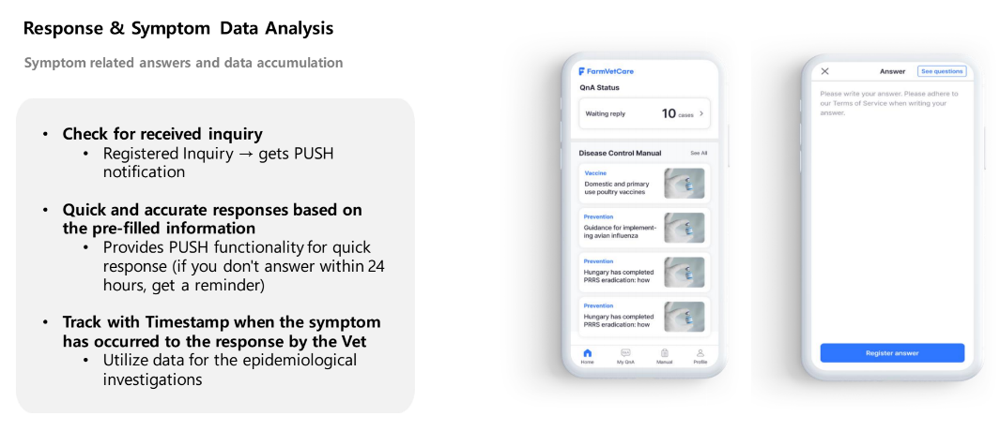 Response & Symptom Data Analysis
Symptom related answers and data accumulation
• Check for received inquiry
• Registered Inquiry → gets PUSH
notification
• Quick and accurate responses based on
the pre-filled information
• Provides PUSH functionality for quick
response (if you don't answer within 24
hours, get a reminder)
• Track with Timestamp when the symptom
has occurred to the response by the Vet
• Utilize data for the epidemiological
investigations
FarmVetCare
QnA Status
Waiting reply 10 cases >
Disease Control Manual See All
Vaccine
Domestic and primary
use poultry vaccines
Prevention
Guidance for implement-
ing avian influenza
Prevention
Hungary has completed
PRRS eradication: how
Prevention
Hungary has completed
PRRS eradication: how
Home My QnA Manual Profile
Answer See questions
Please write your answer. Please adhere to
our Terms of Service when writing your
answer.
Register answer